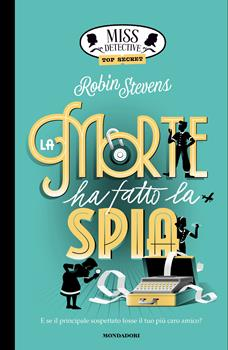 MISS
DETECTIVE
TOP SECRET
Robin Stevens
LA MORTE
ha fatto la
SPIA
E se il principale sospettato fosse il tuo più caro amico?
MONDADORI